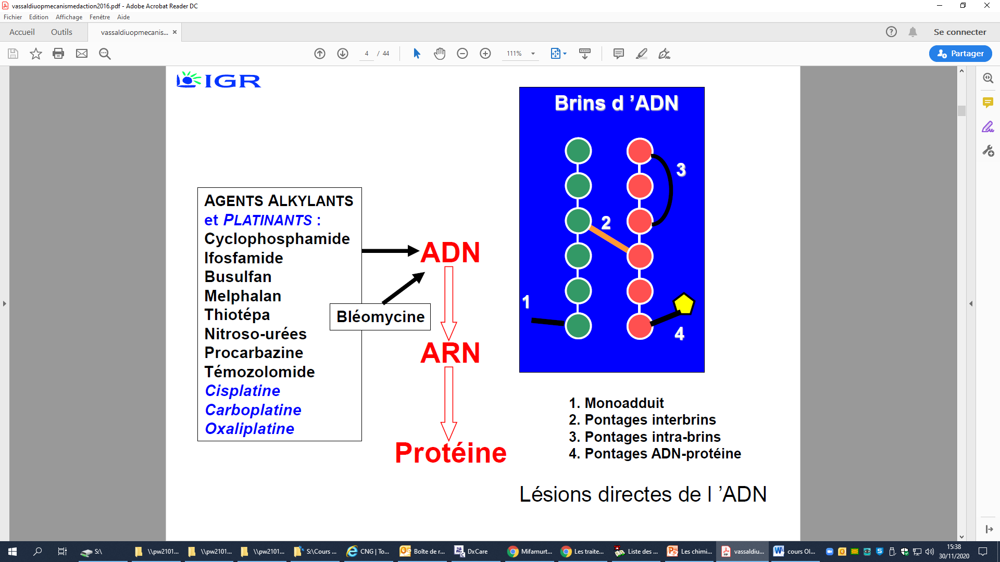 vassaldiuopmecanismedaction2016.pdf - Adobe Acrobat Reader DC
Fichier Edition Affichage Fenêtre Aide
Accueil Outils vassaldiuopmecanis... × Se connecter
4 / 44 111% Partager
IGR
Brins d ’ADN
3
2
1
4
AGENTS ALKYLANTS
et PLATINANTS :
Cyclophosphamide
Ifosfamide
Busulfan
Melphalan
Thiotépa
Nitroso-urées
Procarbazine
Témozolomide
Cisplatine
Carboplatine
Oxaliplatine
Bléomycine
ADN
ARN
Protéine
1. Monoadduit
2. Pontages interbrins
3. Pontages intra-brins
4. Pontages ADN-protéine
Lésions directes de l ’ADN
S:\ \\pw2101... \\pw2101... \\pw2101... S:\Cours ... CNG | To... Boîte de r... DxCare Mifamurt... Les traite... Liste des ... Les chimi... vassaldiu... cours OI...
15:38
30/11/2020